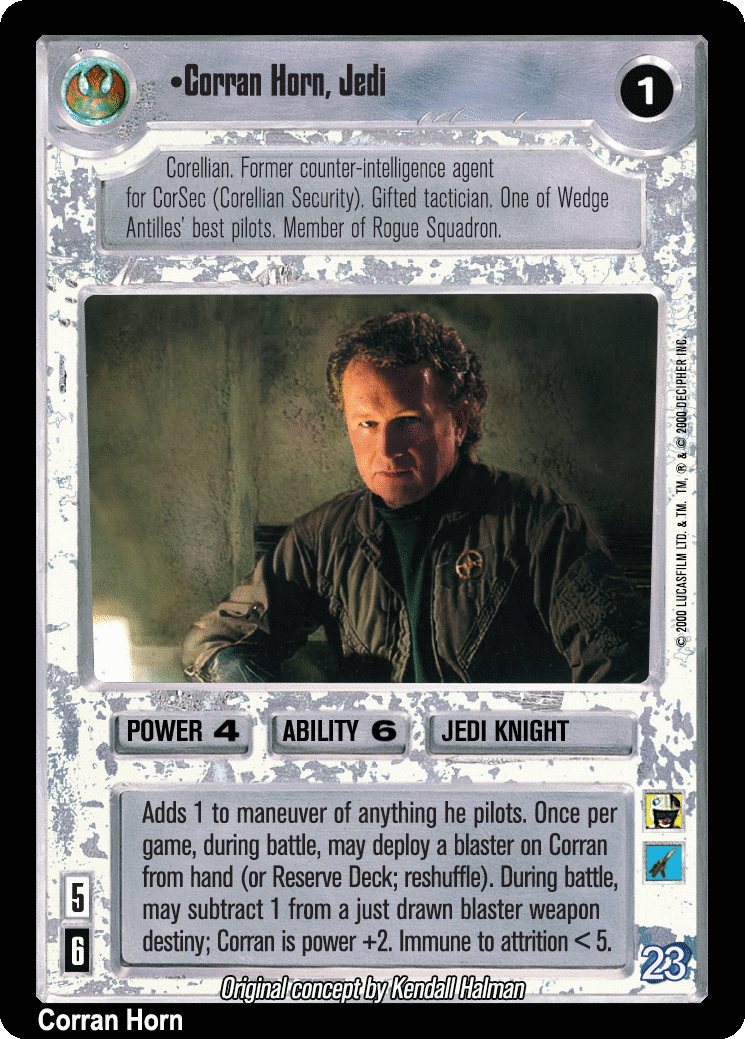 •Corran Horn, Jedi
1
Corellian. Former counter-intelligence agent
for CorSec (Corellian Security). Gifted tactician. One of Wedge
Antilles' best pilots. Member of Rogue Squadron.
© 2000 LUCASFILM LTD. & TM. TM, ® & © 2000 DECIPHER INC.
POWER 4 ABILITY 6 JEDI KNIGHT
Adds 1 to maneuver of anything he pilots. Once per
game, during battle, may deploy a blaster on Corran
from hand (or Reserve Deck; reshuffle). During battle,
may subtract 1 from a just drawn blaster weapon
destiny; Corran is power +2. Immune to attrition < 5.
5
6
23
Original concept by Kendall Halman
Corran Horn